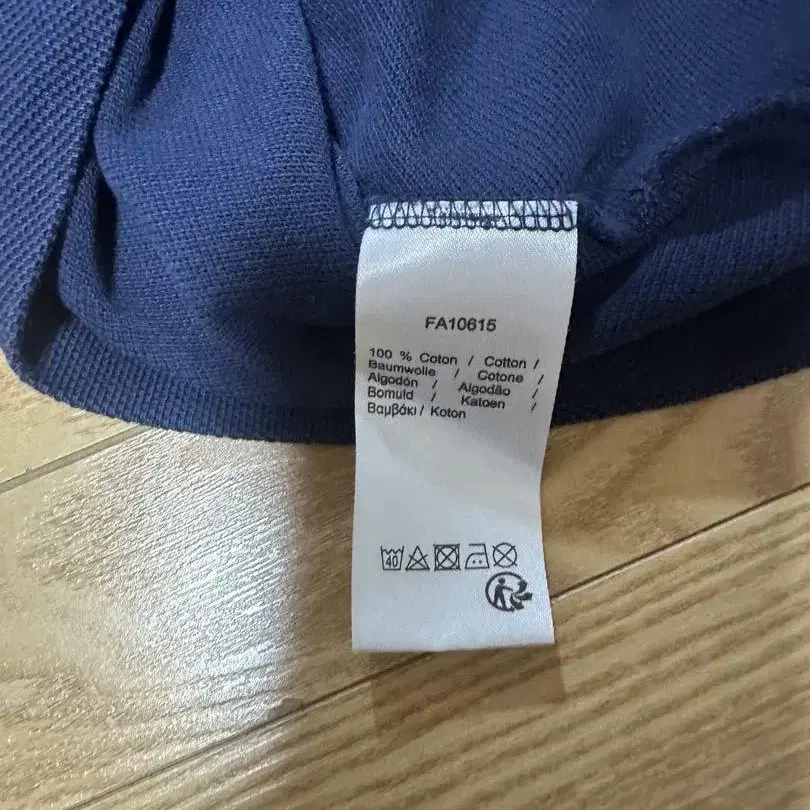 FA10615
100 % Coton / Cotton /
Baumwolle / Cotone /
Algodón / Algodão /
Bomuld / Katoen /
Βαμβάκι / Koton
40